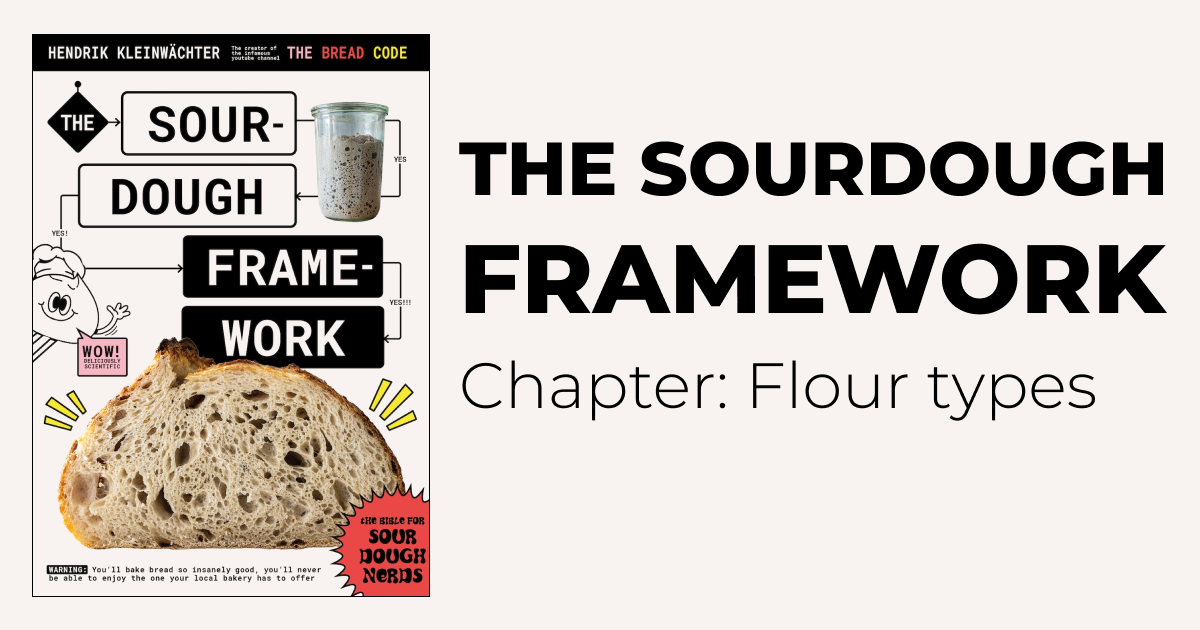 HENDRIK KLEINWÄCHTER
The creator of
the infamous
youtube channel
THE BREAD CODE
THE
SOUR-
YES
DOUGH
YES!
FRAME-
YES!!!
WORK
WOW!
DELICIOUSLY
SCIENTIFIC
THE BIBLE FOR
SOUR
DOUGH
NERDS
WARNING: You'll bake bread so insanely good, you'll never
be able to enjoy the one your local bakery has to offer
THE SOURDOUGH
FRAMEWORK
Chapter: Flour types